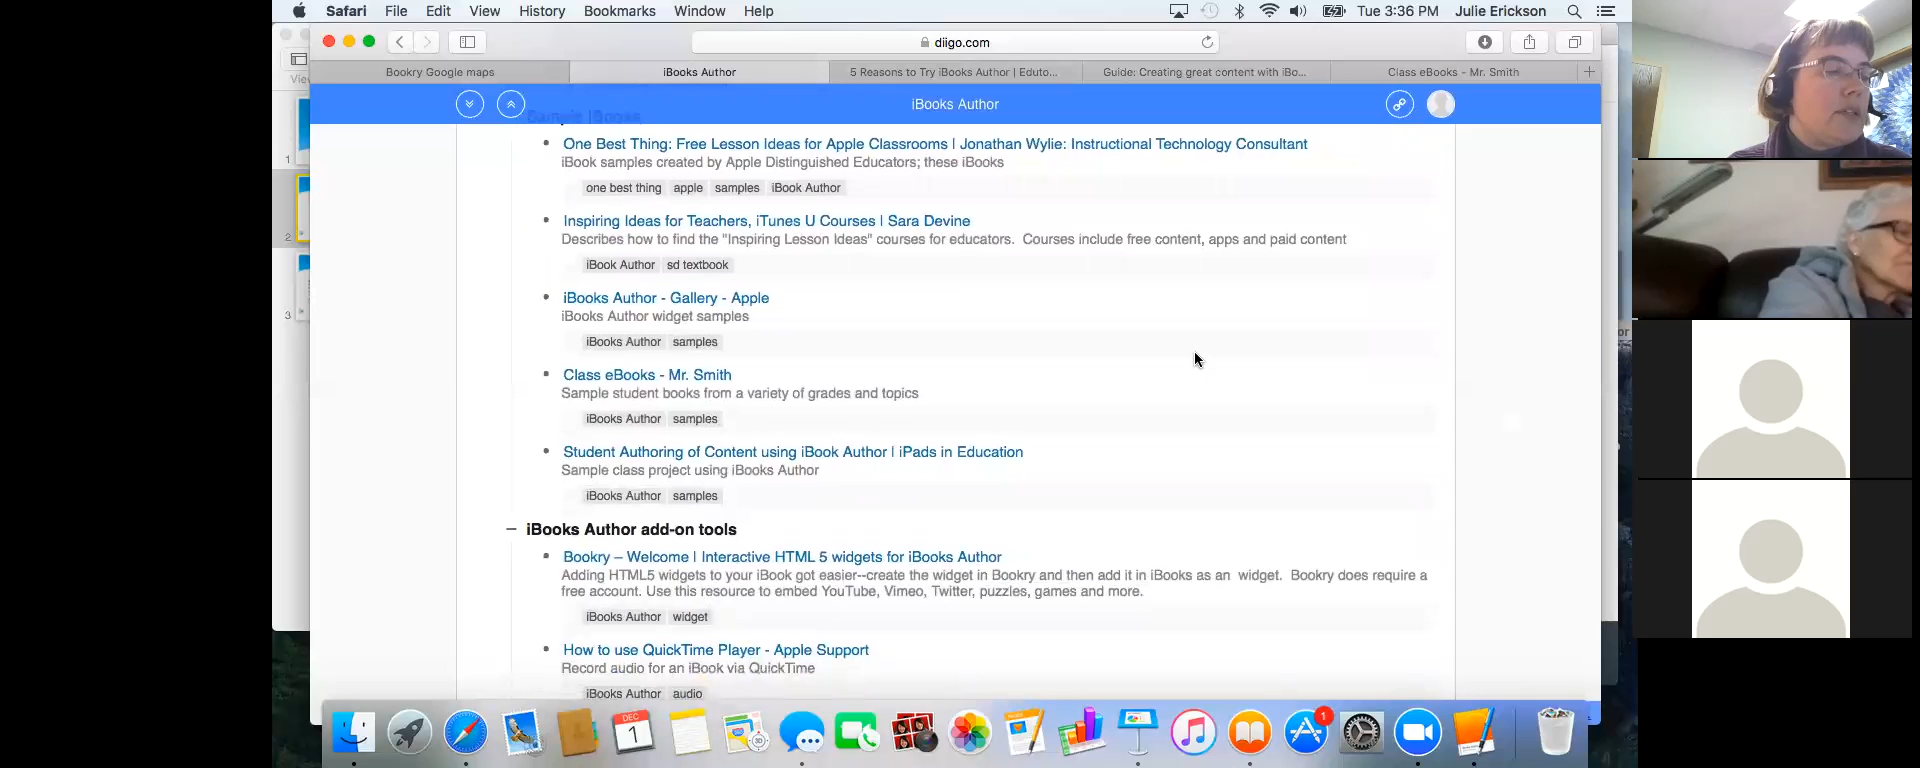 Safari File Edit View History Bookmarks Window Help Tue 3:36 PM Julie Erickson
diigo.com
Bookry Google maps iBooks Author 5 Reasons to Try iBooks Author | Eduto... Guide: Creating great content with iBo... Class eBooks - Mr. Smith
iBooks Author
Sample iBooks
One Best Thing: Free Lesson Ideas for Apple Classrooms | Jonathan Wylie: Instructional Technology Consultant
iBook samples created by Apple Distinguished Educators; these iBooks
one best thing apple samples iBook Author
Inspiring Ideas for Teachers, iTunes U Courses | Sara Devine
Describes how to find the "Inspiring Lesson Ideas" courses for educators. Courses include free content, apps and paid content
iBook Author sd textbook
iBooks Author - Gallery - Apple
iBooks Author widget samples
iBooks Author samples
Class eBooks - Mr. Smith
Sample student books from a variety of grades and topics
iBooks Author samples
Student Authoring of Content using iBook Author | iPads in Education
Sample class project using iBooks Author
iBooks Author samples
iBooks Author add-on tools
Bookry – Welcome | Interactive HTML 5 widgets for iBooks Author
Adding HTML5 widgets to your iBook got easier--create the widget in Bookry and then add it in iBooks as an widget. Bookry does require a
free account. Use this resource to embed YouTube, Vimeo, Twitter, puzzles, games and more.
iBooks Author widget
How to use QuickTime Player - Apple Support
Record audio for an iBook via QuickTime
iBooks Author audio
1
2
3
DEC
1
1